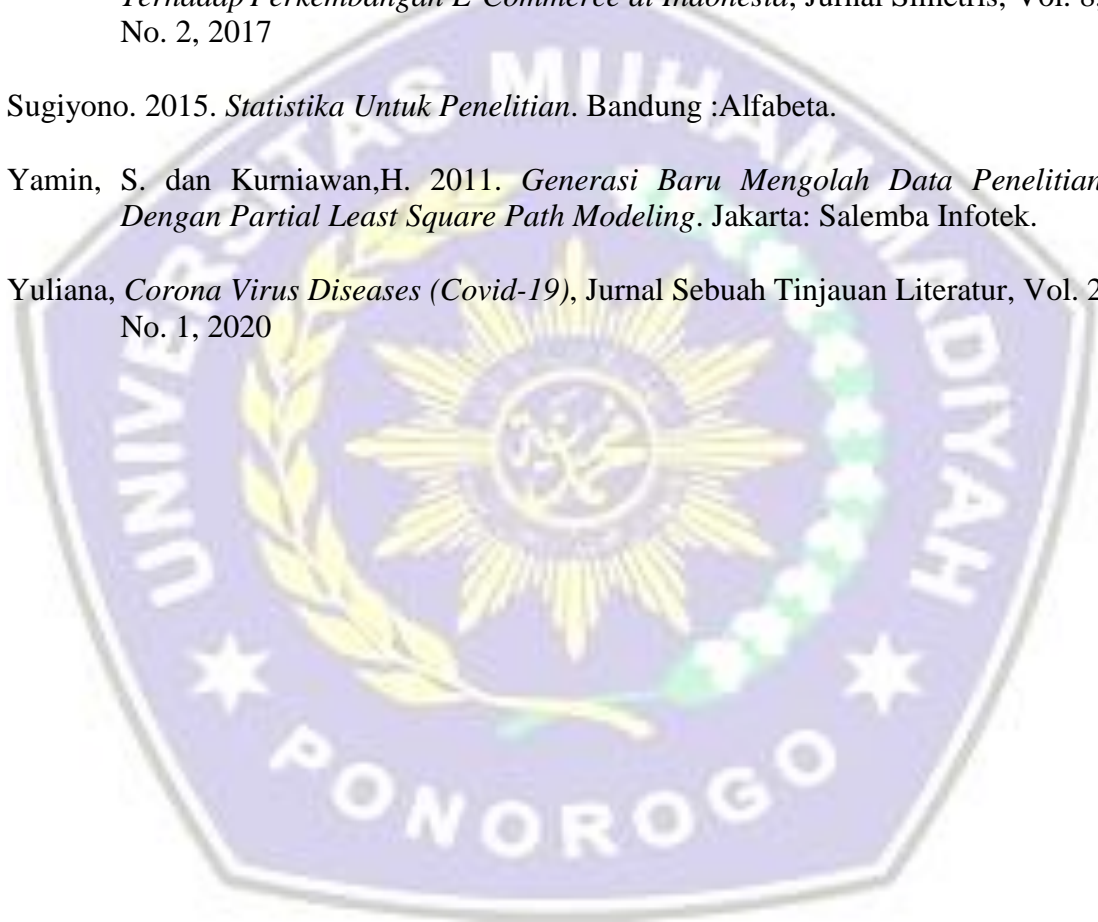 Terhadap Perkembangan E-Commerce di Indonesia, Jurnal Simetris, Vol. 8,
No. 2, 2017
Sugiyono. 2015. Statistika Untuk Penelitian. Bandung :Alfabeta.
Yamin, S. dan Kurniawan,H. 2011. Generasi Baru Mengolah Data Penelitian
Dengan Partial Least Square Path Modeling. Jakarta: Salemba Infotek.
Yuliana, Corona Virus Diseases (Covid-19), Jurnal Sebuah Tinjauan Literatur, Vol. 2
No. 1, 2020
UNIVERSITAS MUHAMMADIYAH
PONOROGO